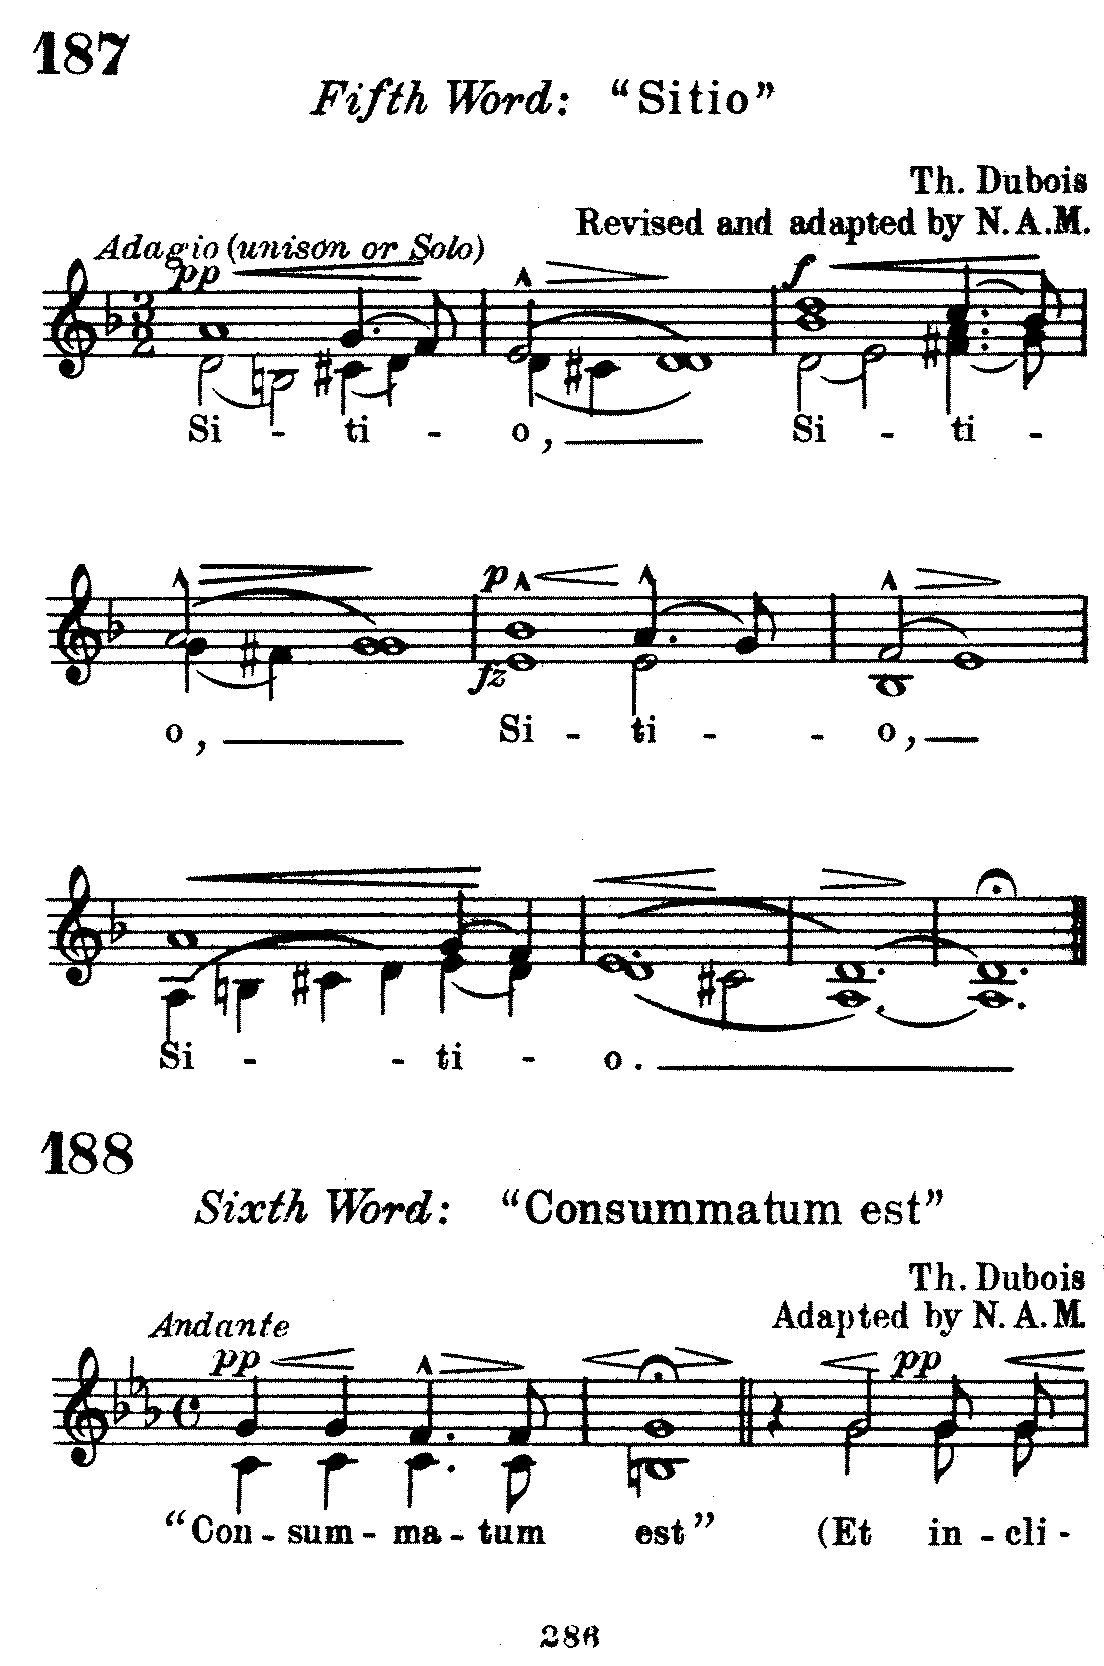 187
Fifth Word: "Sitio"
Th. Dubois
Revised and adapted by N. A. M.
Adagio (unison or Solo)
pp f
Si - ti - o, Si - ti -
p
fz
o, Si - ti - - o,
Si - - ti - o.
188
Sixth Word: "Consummatum est"
Th. Dubois
Adapted by N. A. M.
Andante
pp pp
"Con - sum - ma - tum est" (Et in - cli -
286